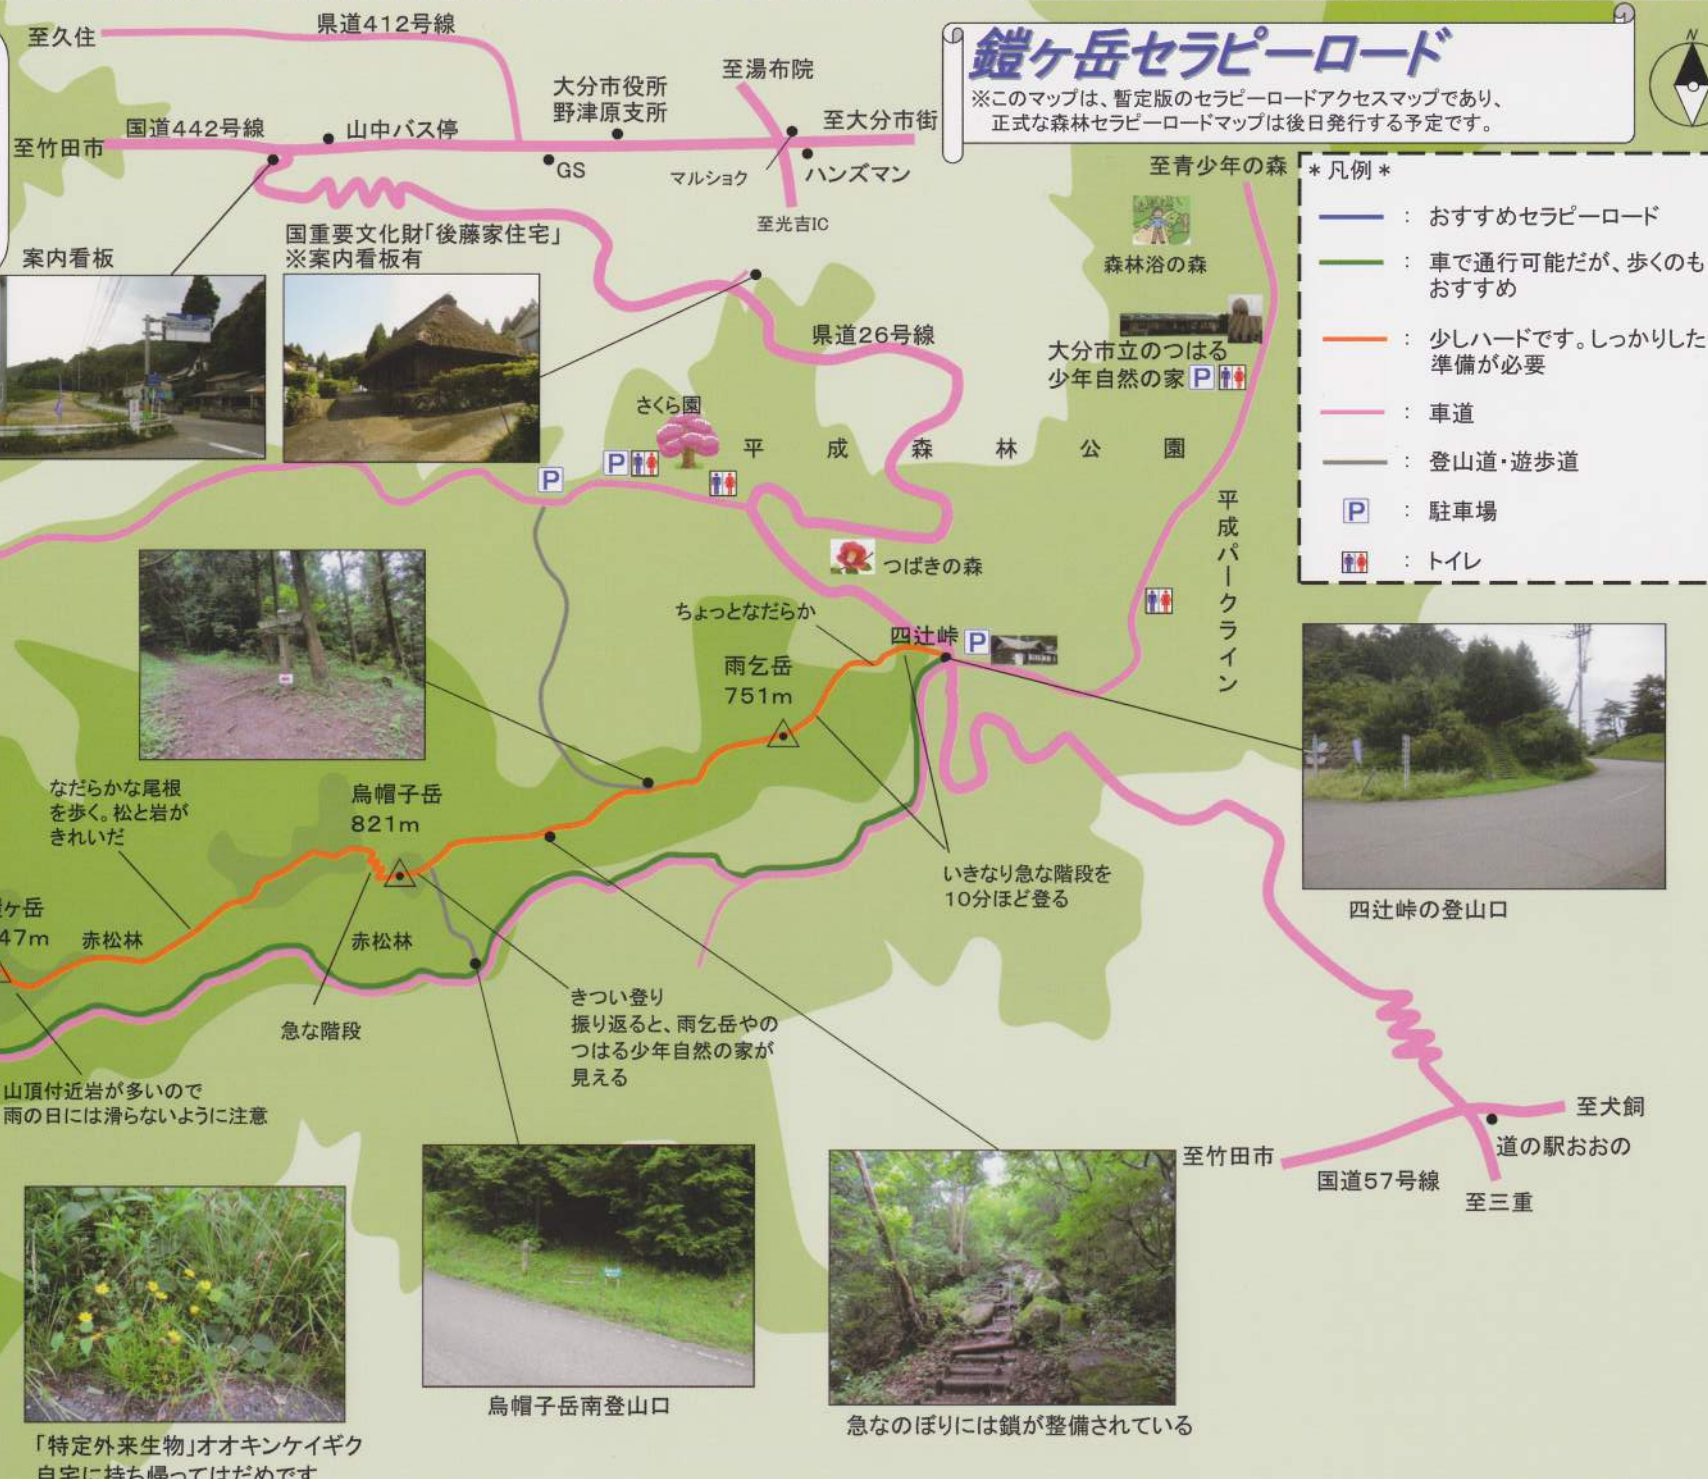 鎧ヶ岳セラピーロード
※このマップは、暫定版のセラピーロードアクセスマップであり、
正式な森林セラピーロードマップは後日発行する予定です。
N
至久住
県道412号線
大分市役所
野津原支所
至湯布院
至大分市街
至竹田市
国道442号線
山中バス停
GS
マルショク
ハンズマン
至光吉IC
案内看板
国重要文化財「後藤家住宅」
※案内看板有
県道26号線
至青少年の森
森林浴の森
大分市立のつはる
少年自然の家 P
＊凡例＊
： おすすめセラピーロード
： 車で通行可能だが、歩くのも
おすすめ
： 少しハードです。しっかりした
準備が必要
： 車道
： 登山道・遊歩道
P ： 駐車場
： トイレ
さくら園
P
P
平成森林公園
平成パークライン
つばきの森
ちょっとなだらか
四辻峠 P
雨乞岳
751m
なだらかな尾根
を歩く。松と岩が
きれいだ
烏帽子岳
821m
いきなり急な階段を
10分ほど登る
四辻峠の登山口
ヶ岳
47m
赤松林
赤松林
急な階段
きつい登り
振り返ると、雨乞岳やの
つはる少年自然の家が
見える
山頂付近岩が多いので
雨の日には滑らないように注意
至犬飼
道の駅おおの
至竹田市
国道57号線
至三重
烏帽子岳南登山口
急なのぼりには鎖が整備されている
「特定外来生物」オオキンケイギク
自宅に持ち帰ってはだめです